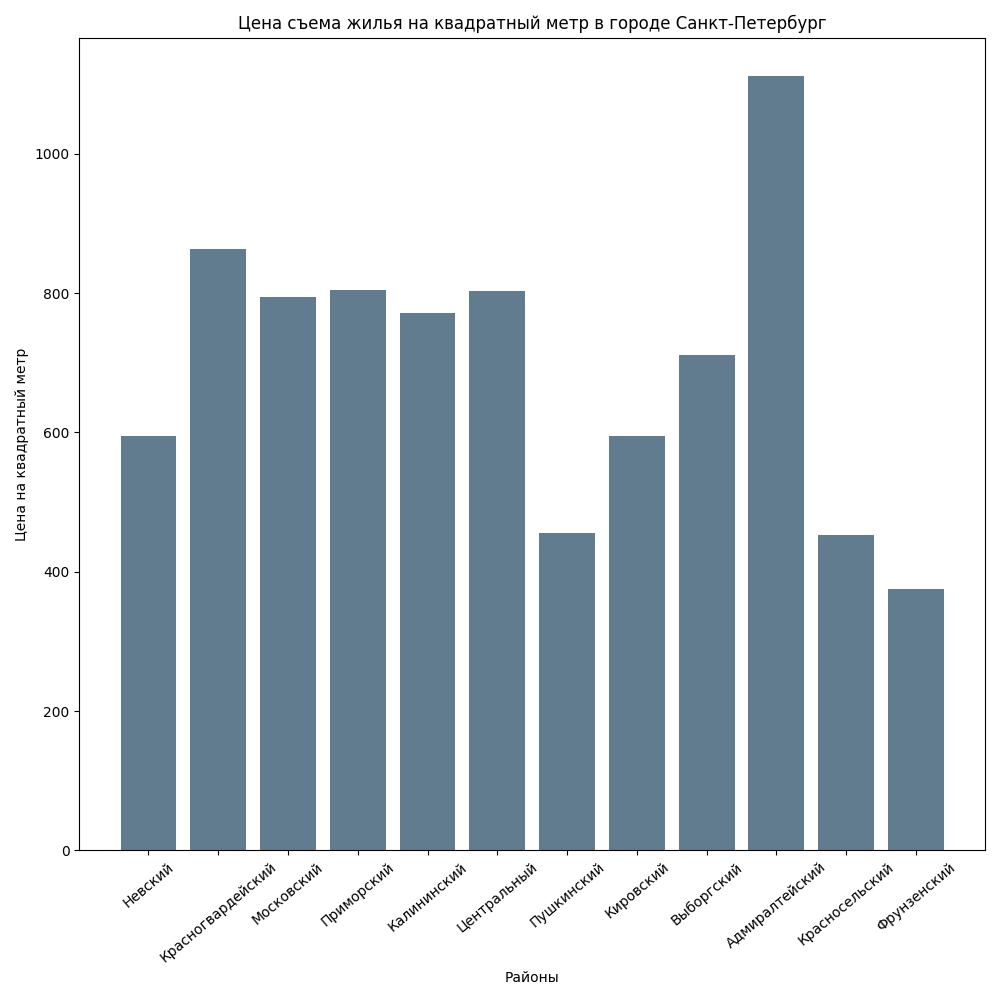 Цена съема жилья на квадратный метр в городе Санкт-Петербург
Цена на квадратный метр
1000
800
600
400
200
0
Невский
Красногвардейский
Московский
Приморский
Калининский
Центральный
Пушкинский
Кировский
Выборгский
Адмиралтейский
Красносельский
Фрунзенский
Районы